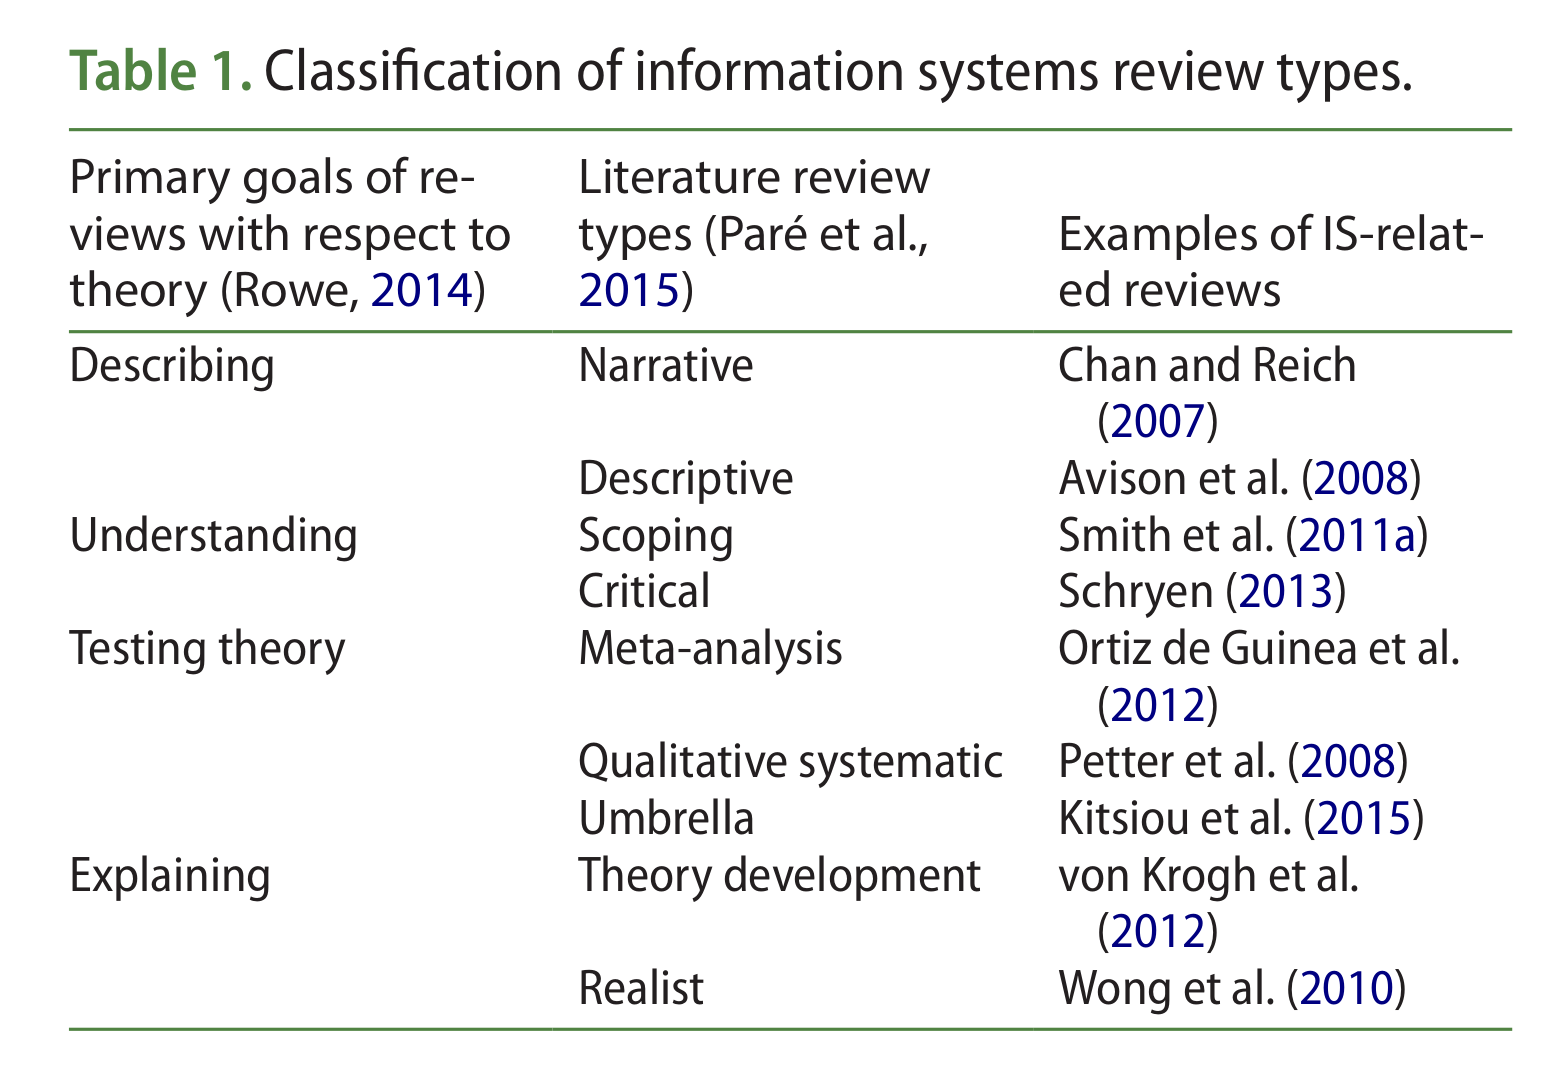 Table 1. Classification of information systems review types.
Primary goals of re-
views with respect to
theory (Rowe, 2014)
Literature review
types (Paré et al.,
2015)
Examples of IS-relat-
ed reviews
Describing Narrative Chan and Reich
(2007)
Descriptive Avison et al. (2008)
Understanding Scoping Smith et al. (2011a)
Critical Schryen (2013)
Testing theory Meta-analysis Ortiz de Guinea et al.
(2012)
Qualitative systematic Petter et al. (2008)
Umbrella Kitsiou et al. (2015)
Explaining Theory development von Krogh et al.
(2012)
Realist Wong et al. (2010)